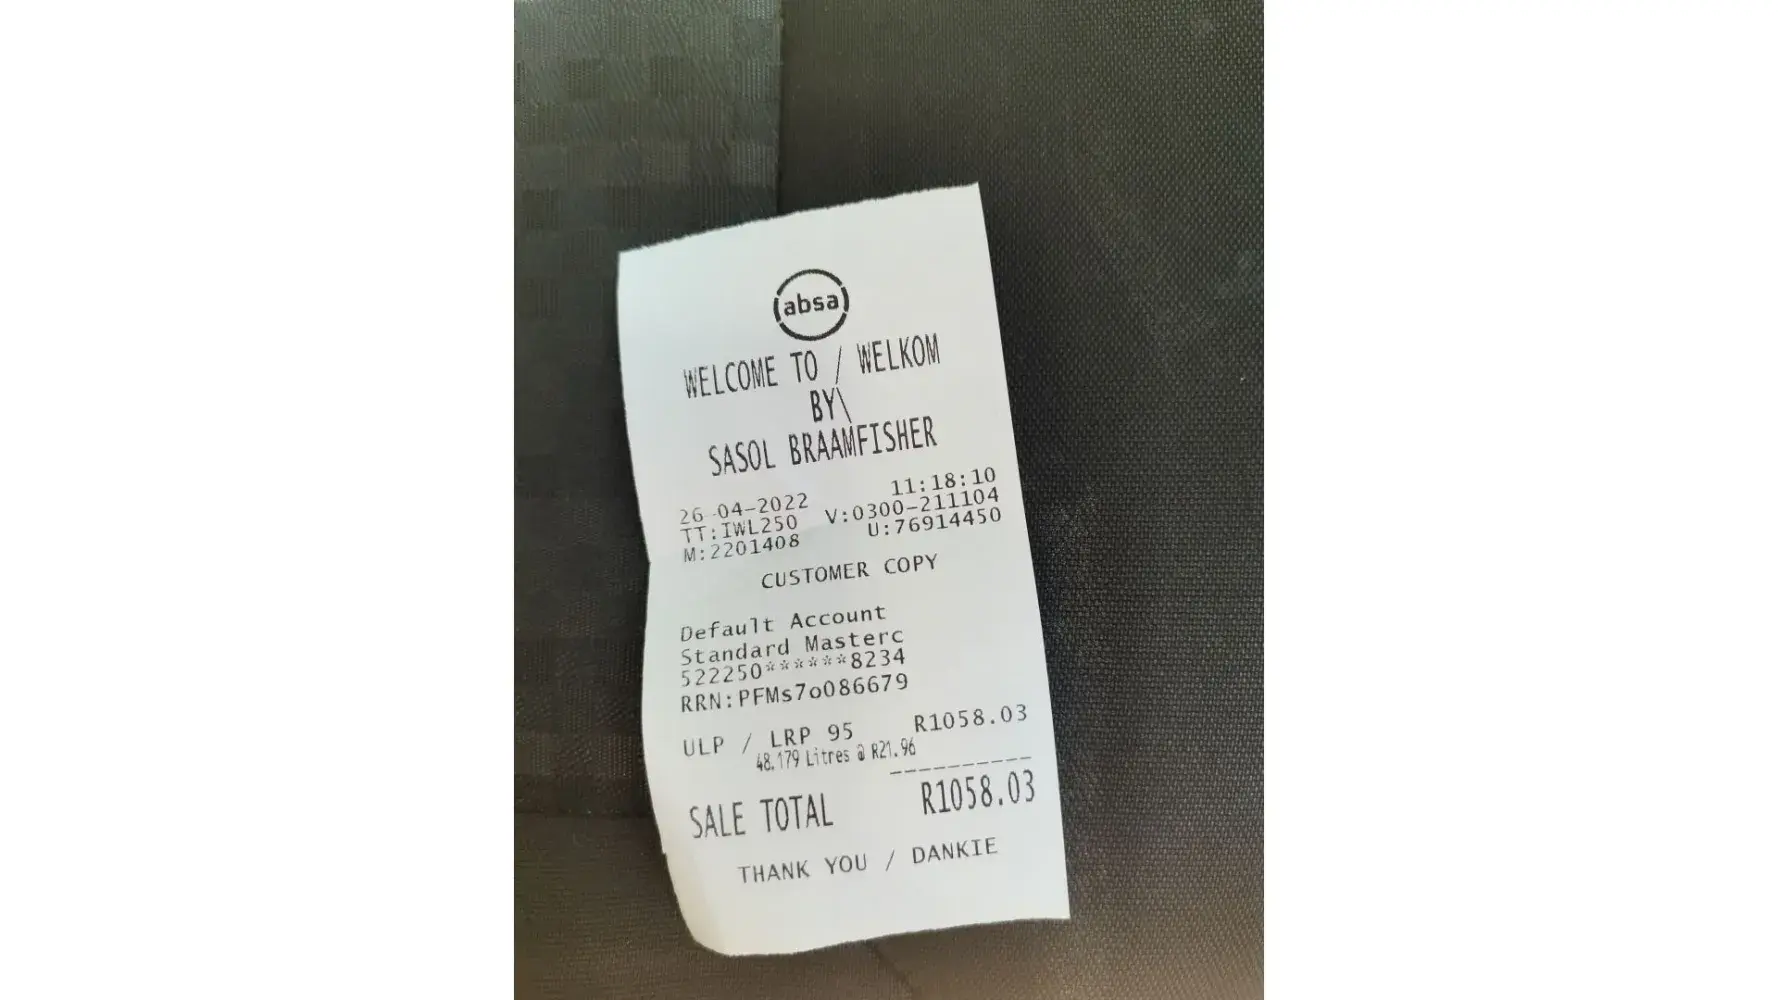 absa
WELCOME TO / WELKOM
BY\
SASOL BRAAMFISHER
26-04-2022 11:18:10
TT:IWL250 V:0300-211104
M:2201408 U:76914450
CUSTOMER COPY
Default Account
Standard Masterc
522250******8234
RRN:PFMs7o086679
ULP / LRP 95 R1058.03
48.179 Litres @ R21.96
----------
SALE TOTAL R1058.03
THANK YOU / DANKIE